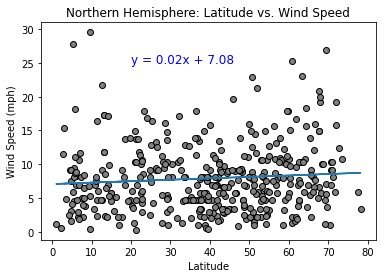 Northern Hemisphere: Latitude vs. Wind Speed
30
25
20
15
10
5
0
Wind Speed (mph)
y = 0.02x + 7.08
0 10 20 30 40 50 60 70 80
Latitude